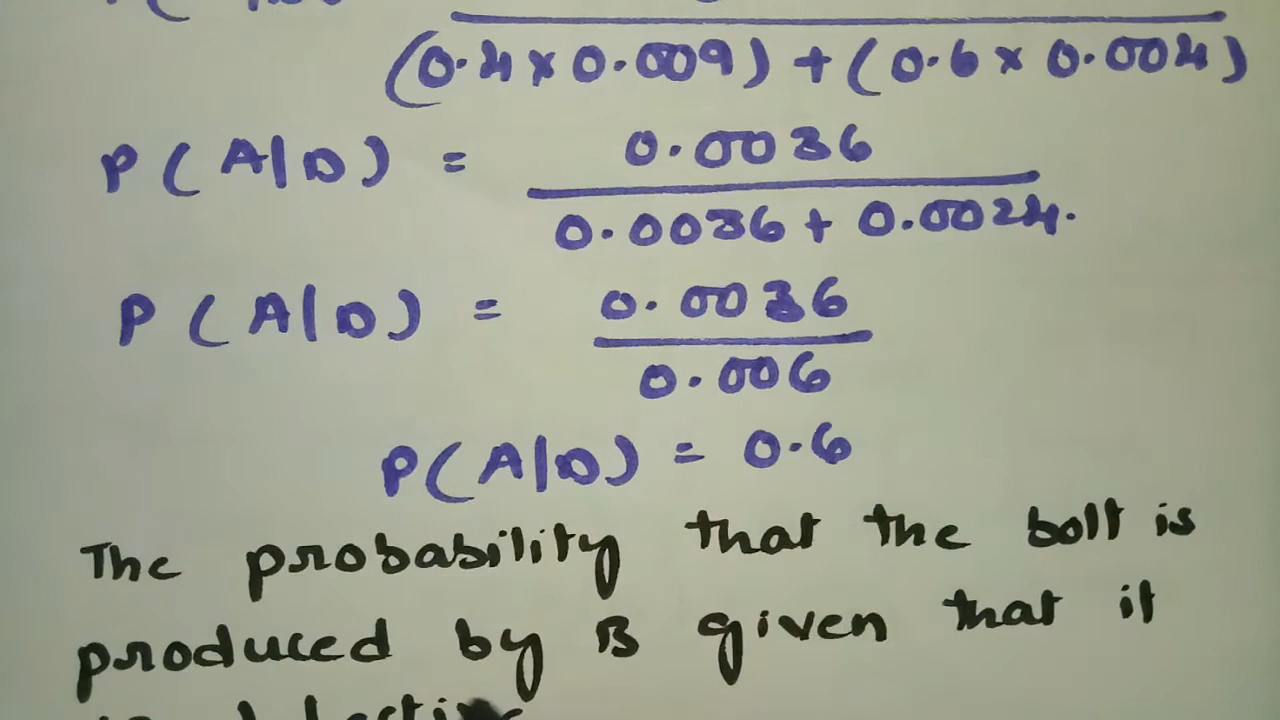 (0.4 x 0.009) + (0.6 x 0.004)
P(A|D) = 0.0036
0.0036 + 0.0024.
P(A|D) = 0.0036
0.006
P(A|D) = 0.6
The probability that the bolt is
produced by B given that it